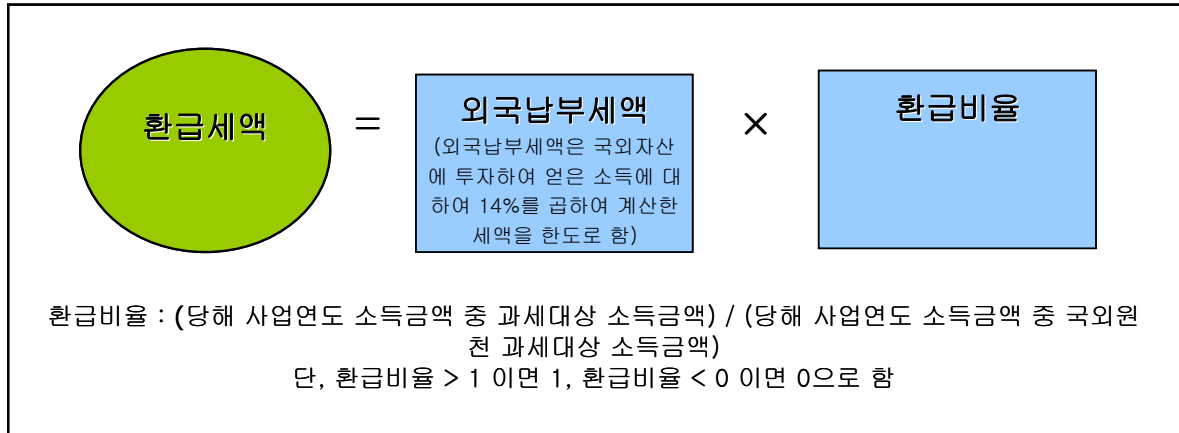 환급세액
=
외국납부세액
(외국납부세액은 국외자산
에 투자하여 얻은 소득에 대
하여 14%를 곱하여 계산한
세액을 한도로 함)
×
환급비율
환급비율 : (당해 사업연도 소득금액 중 과세대상 소득금액) / (당해 사업연도 소득금액 중 국외원
천 과세대상 소득금액)
단, 환급비율 > 1 이면 1, 환급비율 < 0 이면 0으로 함